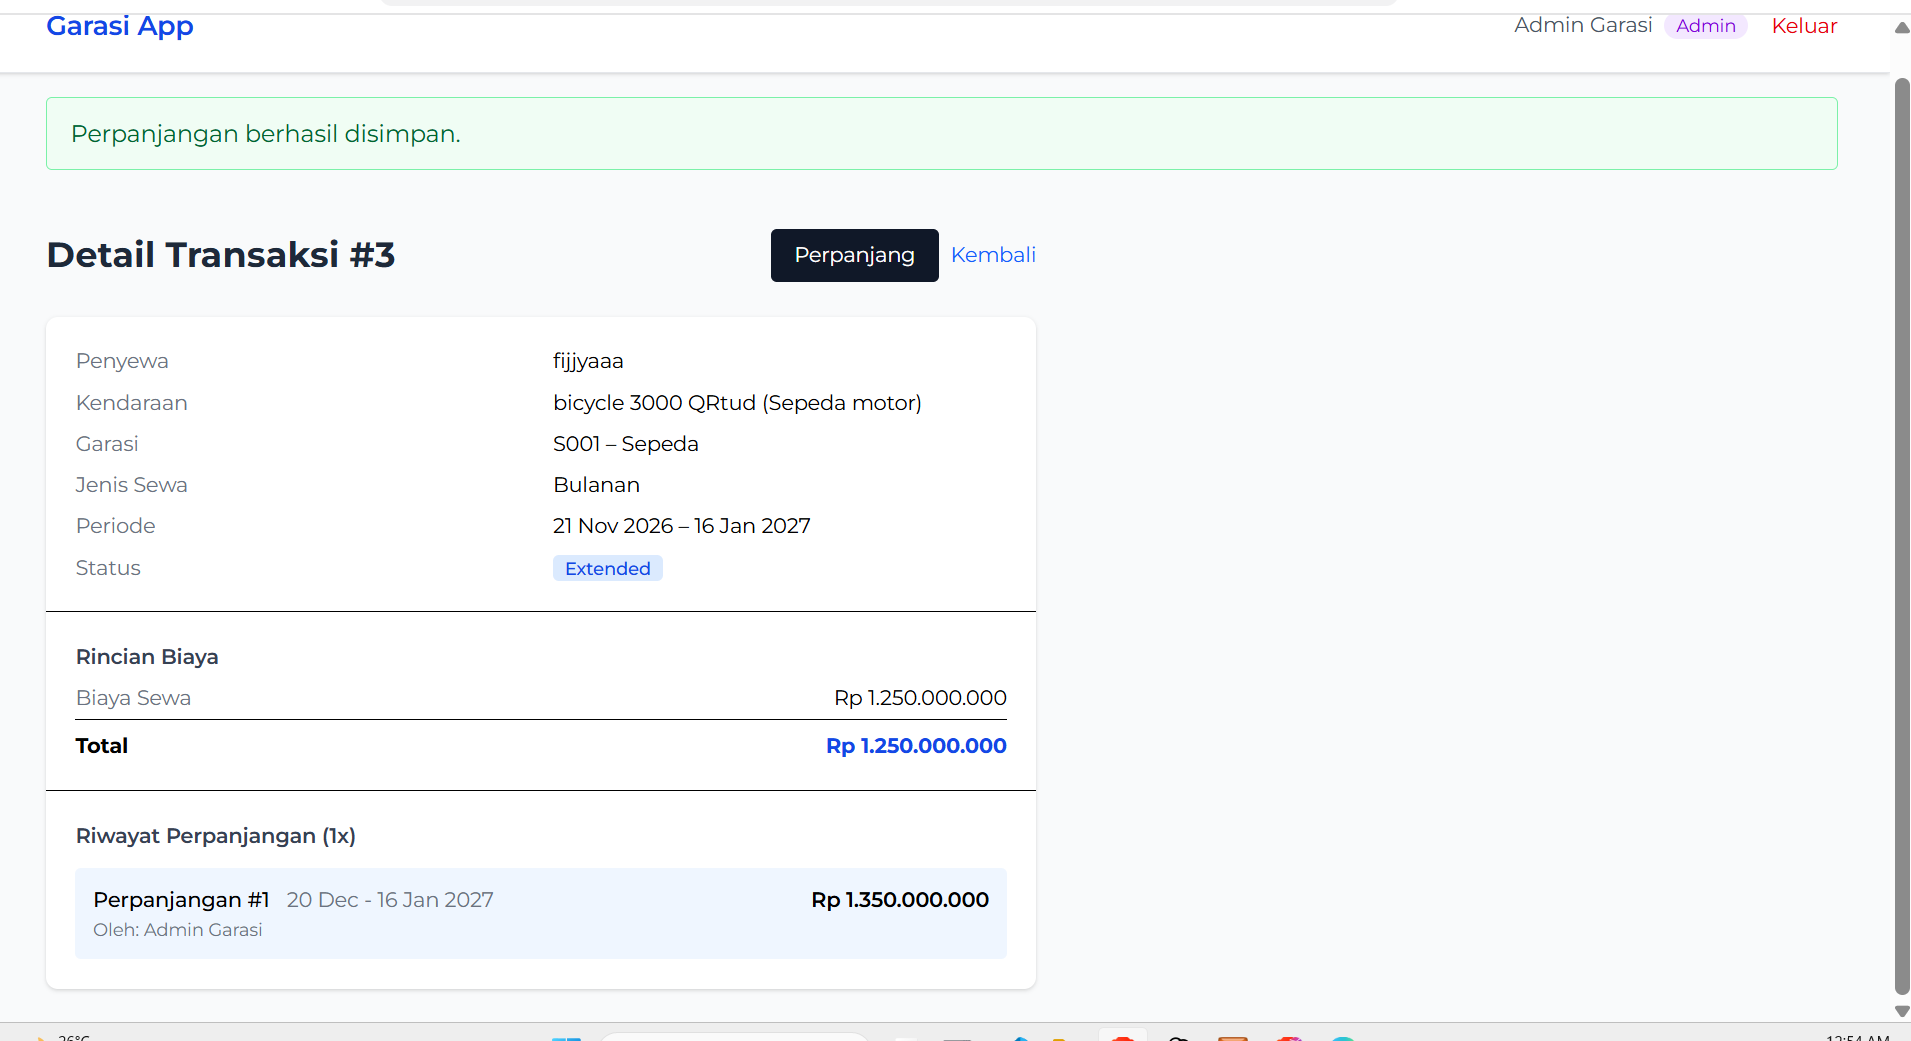 Garasi App
Admin Garasi Admin Keluar
Perpanjangan berhasil disimpan.
Detail Transaksi #3
Perpanjang Kembali
Penyewa fijjyaaa
Kendaraan bicycle 3000 QRtud (Sepeda motor)
Garasi S001 – Sepeda
Jenis Sewa Bulanan
Periode 21 Nov 2026 – 16 Jan 2027
Status Extended
Rincian Biaya
Biaya Sewa Rp 1.250.000.000
Total Rp 1.250.000.000
Riwayat Perpanjangan (1x)
Perpanjangan #1 20 Dec - 16 Jan 2027 Rp 1.350.000.000
Oleh: Admin Garasi